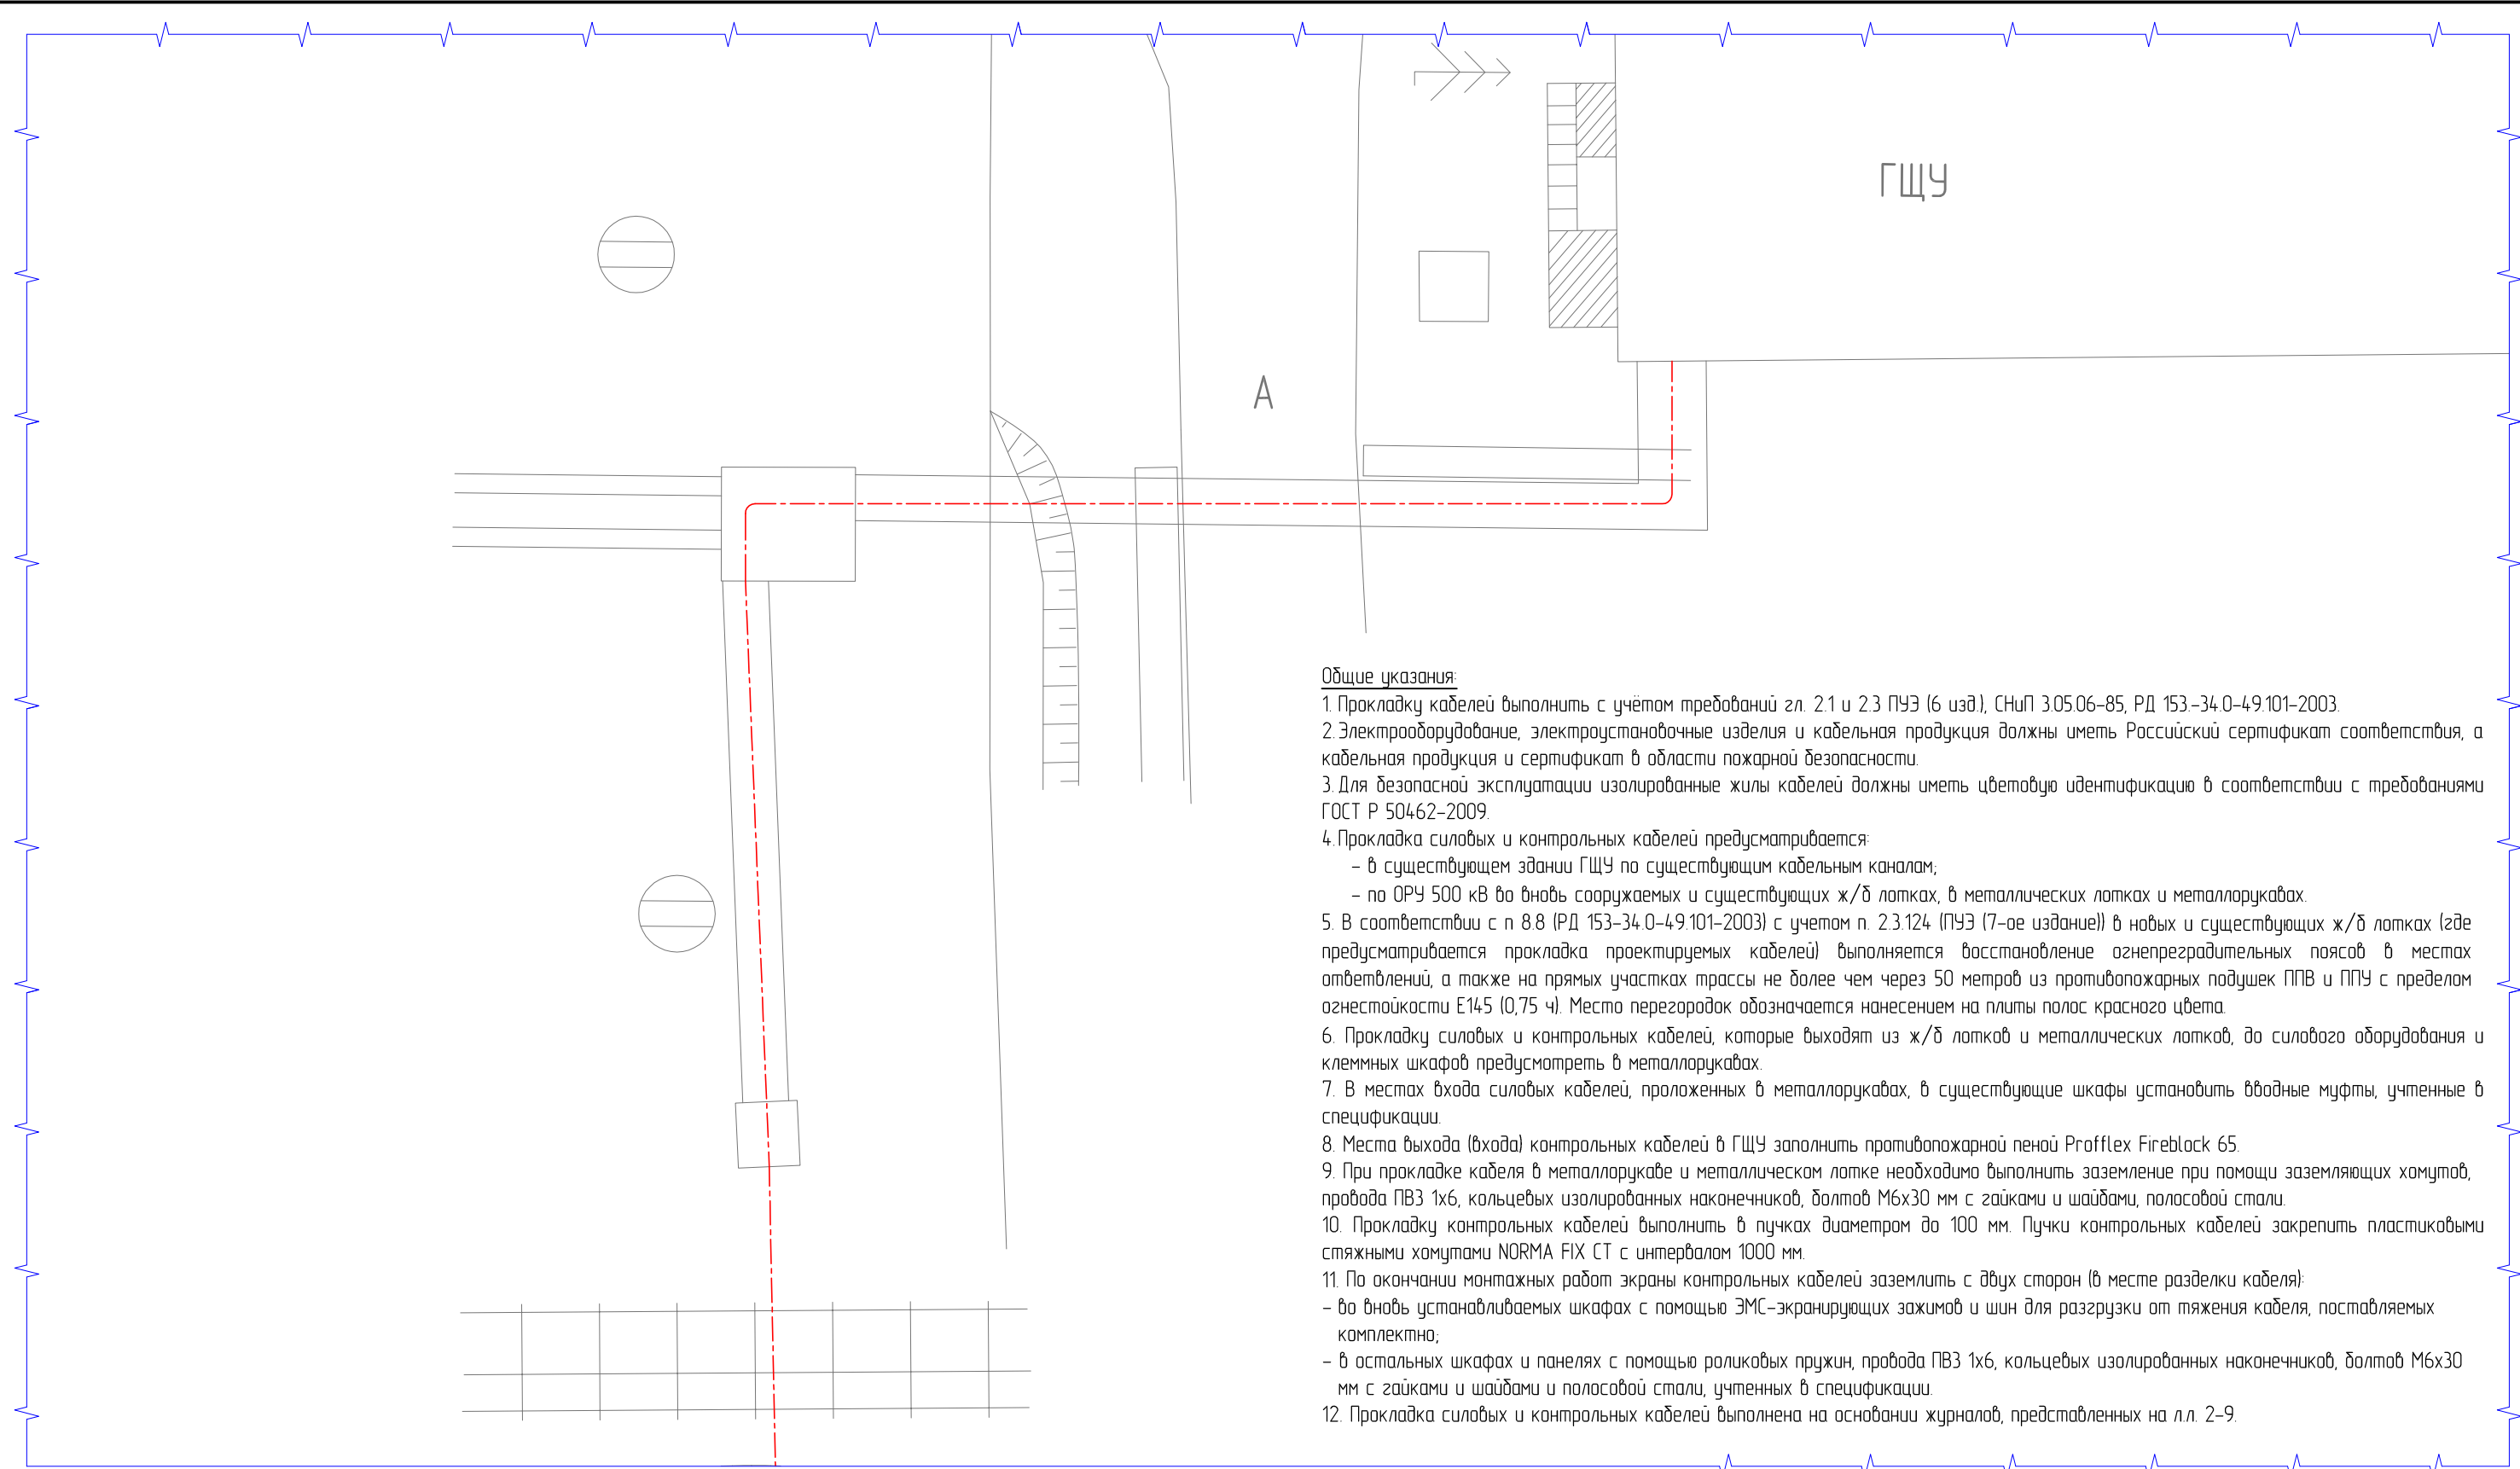 ГЩУ
А
Общие указания:
1. Прокладку кабелей выполнить с учётом требований гл. 2.1 и 2.3 ПУЭ (6 изд.), СНиП 3.05.06-85, РД 153.-34.0-49.101-2003.
2. Электрооборудование, электроустановочные изделия и кабельная продукция должны иметь Российский сертификат соответствия, а
кабельная продукция и сертификат в области пожарной безопасности.
3. Для безопасной эксплуатации изолированные жилы кабелей должны иметь цветовую идентификацию в соответствии с требованиями
ГОСТ Р 50462-2009.
4. Прокладка силовых и контрольных кабелей предусматривается:
- в существующем здании ГЩУ по существующим кабельным каналам;
- по ОРУ 500 кВ во вновь сооружаемых и существующих ж/б лотках, в металлических лотках и металлорукавах.
5. В соответствии с п 8.8 (РД 153-34.0-49.101-2003) с учетом п. 2.3.124 (ПУЭ (7-ое издание)) в новых и существующих ж/б лотках (где
предусматривается прокладка проектируемых кабелей) выполняется восстановление огнепреградительных поясов в местах
ответвлений, а также на прямых участках трассы не более чем через 50 метров из противопожарных подушек ППВ и ППУ с пределом
огнестойкости Е145 (0,75 ч). Место перегородок обозначается нанесением на плиты полос красного цвета.
6. Прокладку силовых и контрольных кабелей, которые выходят из ж/б лотков и металлических лотков, до силового оборудования и
клеммных шкафов предусмотреть в металлорукавах.
7. В местах входа силовых кабелей, проложенных в металлорукавах, в существующие шкафы установить вводные муфты, учтенные в
спецификации.
8. Места выхода (входа) контрольных кабелей в ГЩУ заполнить противопожарной пеной Profflex Fireblock 65.
9. При прокладке кабеля в металлорукаве и металлическом лотке необходимо выполнить заземление при помощи заземляющих хомутов,
провода ПВ3 1х6, кольцевых изолированных наконечников, болтов М6х30 мм с гайками и шайбами, полосовой стали.
10. Прокладку контрольных кабелей выполнить в пучках диаметром до 100 мм. Пучки контрольных кабелей закрепить пластиковыми
стяжными хомутами NORMA FIX CT с интервалом 1000 мм.
11. По окончании монтажных работ экраны контрольных кабелей заземлить с двух сторон (в месте разделки кабеля):
- во вновь устанавливаемых шкафах с помощью ЭМС-экранирующих зажимов и шин для разгрузки от тяжения кабеля, поставляемых
комплектно;
- в остальных шкафах и панелях с помощью роликовых пружин, провода ПВ3 1х6, кольцевых изолированных наконечников, болтов М6х30
мм с гайками и шайбами и полосовой стали, учтенных в спецификации.
12. Прокладка силовых и контрольных кабелей выполнена на основании журналов, представленных на л.л. 2-9.